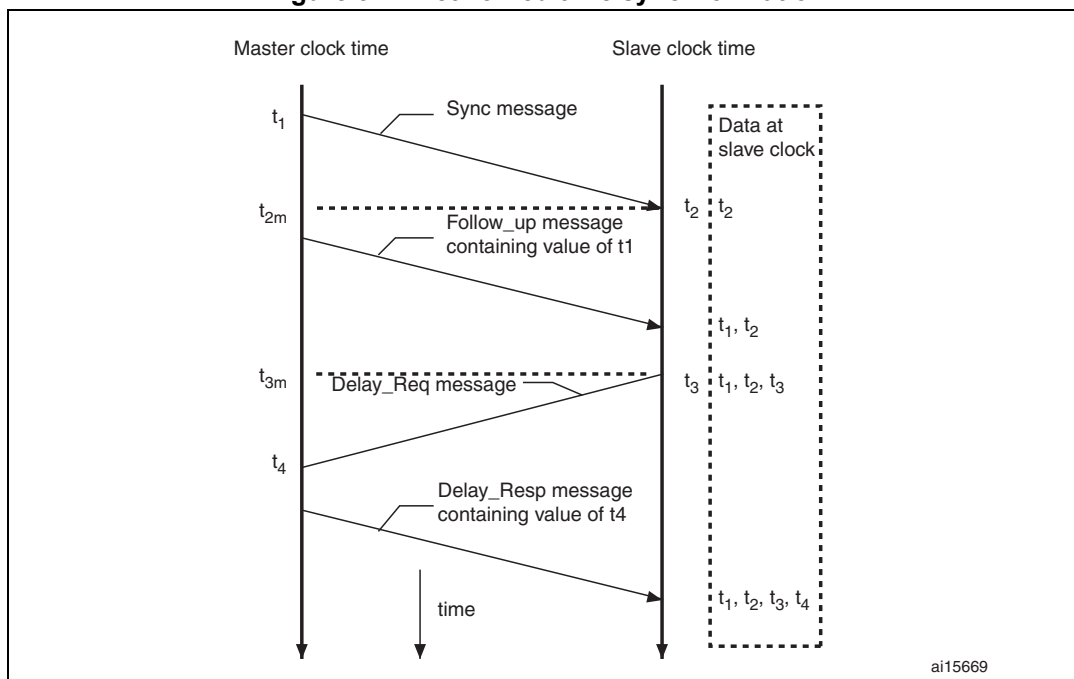 Master clock time
Slave clock time
t1
Sync message
Data at
slave clock
t2m
t2
t2
Follow_up message
containing value of t1
t1, t2
t3m
Delay_Req message
t3
t1, t2, t3
t4
Delay_Resp message
containing value of t4
t1, t2, t3, t4
time
ai15669